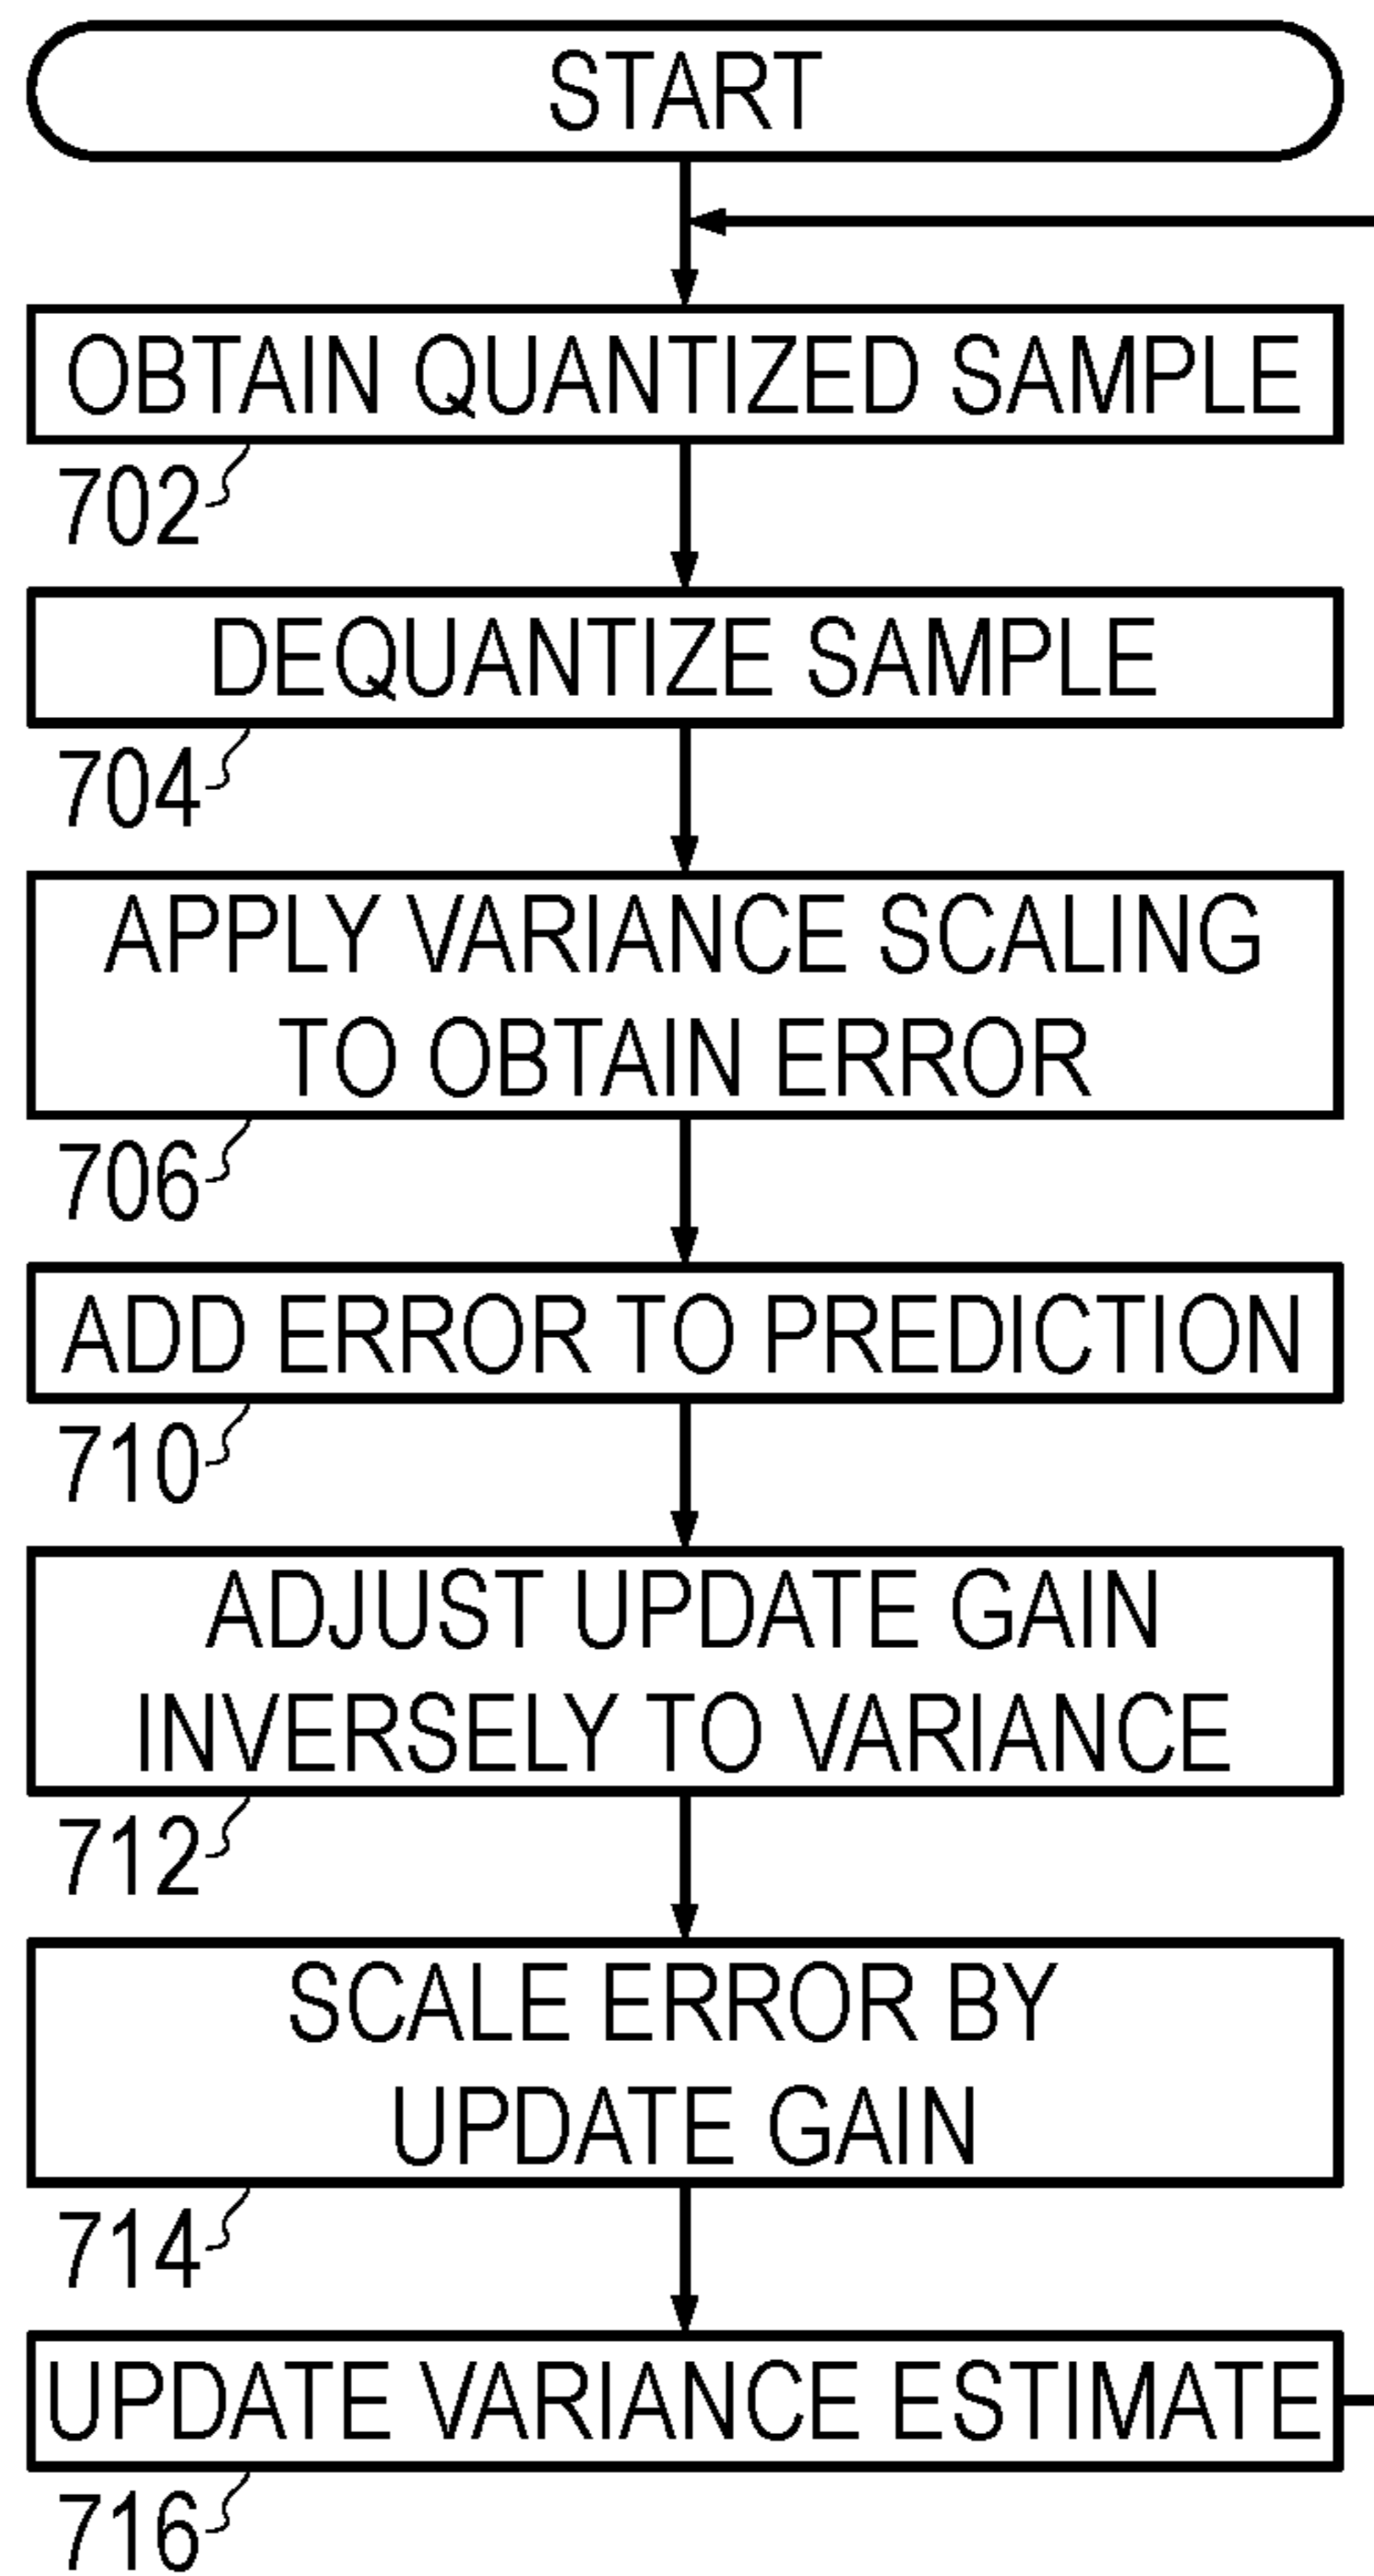 START
OBTAIN QUANTIZED SAMPLE
702
DEQUANTIZE SAMPLE
704
APPLY VARIANCE SCALING
TO OBTAIN ERROR
706
ADD ERROR TO PREDICTION
710
ADJUST UPDATE GAIN
INVERSELY TO VARIANCE
712
SCALE ERROR BY
UPDATE GAIN
714
UPDATE VARIANCE ESTIMATE
716